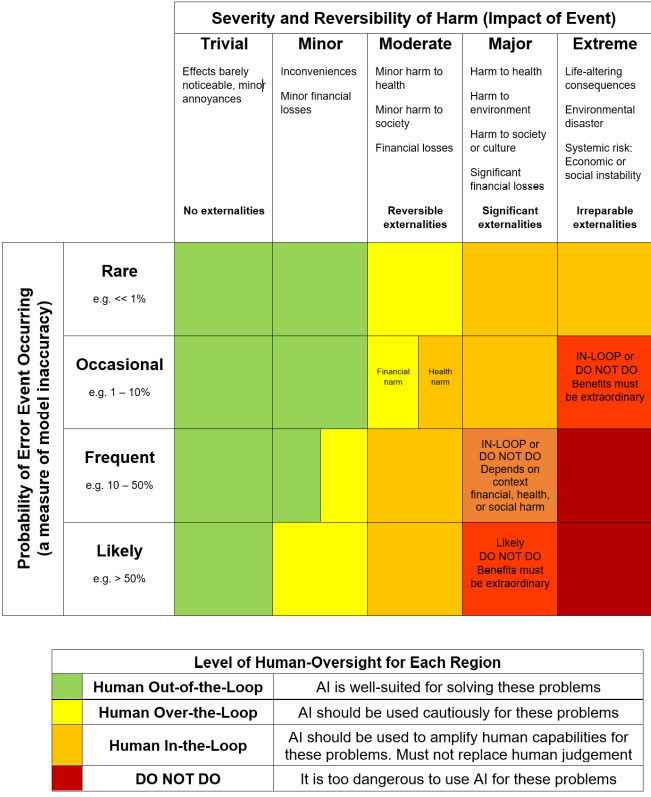 Severity and Reversibility of Harm (Impact of Event)
Trivial
Minor
Moderate
Major
Extreme
Effects barely
noticeable, minor
annoyances
Inconveniences
Minor financial
losses
Minor harm to
health
Minor harm to
society
Financial losses
Harm to health
Harm to
environment
Harm to society
or culture
Significant
financial losses
Life-altering
consequences
Environmental
disaster
Systemic risk:
Economic or
social instability
No externalities
Reversible
externalities
Significant
externalities
Irreparable
externalities
Probability of Error Event Occurring
(a measure of model inaccuracy)
Rare
e.g. << 1%
Occasional
e.g. 1 – 10%
Financial
harm
Health
harm
IN-LOOP or
DO NOT DO
Benefits must
be extraordinary
Frequent
e.g. 10 – 50%
IN-LOOP or
DO NOT DO
Depends on
context
financial, health,
or social harm
Likely
e.g. > 50%
Likely
DO NOT DO
Benefits must
be extraordinary
Level of Human-Oversight for Each Region
Human Out-of-the-Loop
AI is well-suited for solving these problems
Human Over-the-Loop
AI should be used cautiously for these problems
Human In-the-Loop
AI should be used to amplify human capabilities for
these problems. Must not replace human judgement
DO NOT DO
It is too dangerous to use AI for these problems